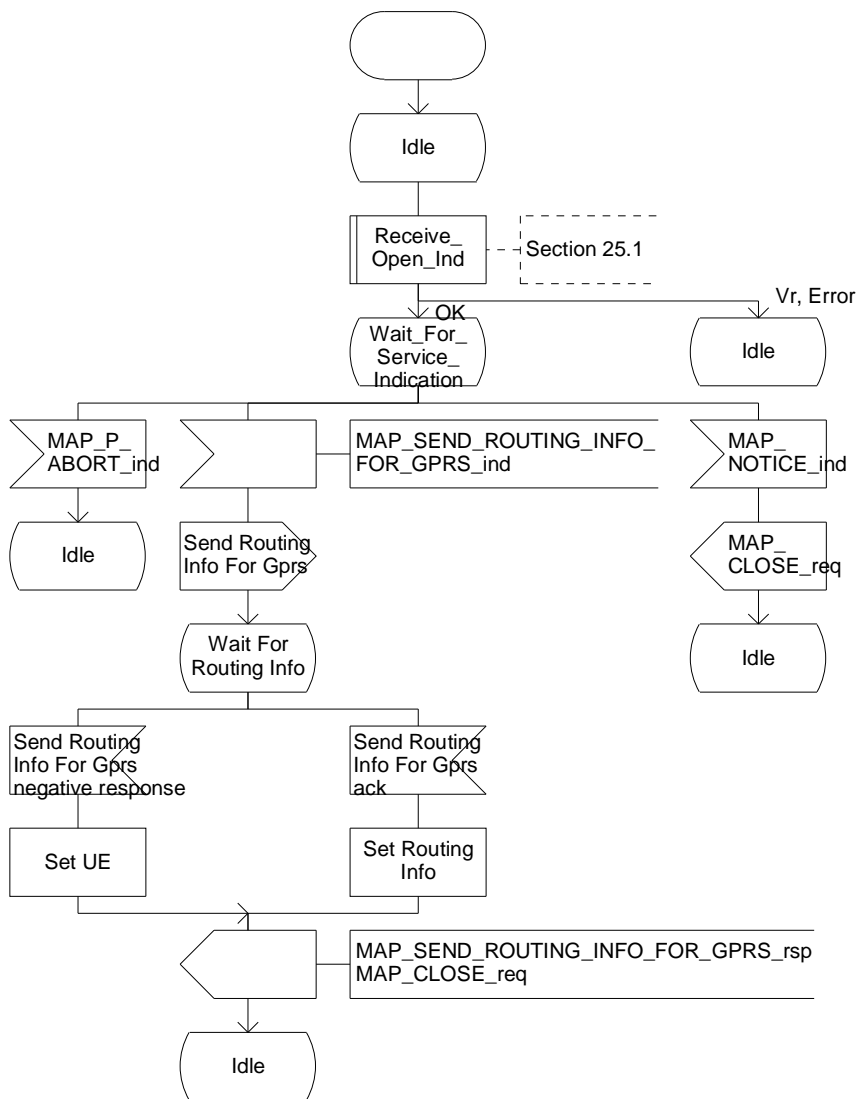 Idle
Receive_
Open_Ind
Section 25.1
Vr, Error
OK
Wait_For_
Service_
Indication
Idle
MAP_P_
ABORT_ind
MAP_SEND_ROUTING_INFO_
FOR_GPRS_ind
MAP_
NOTICE_ind
Idle
Send Routing
Info For Gprs
MAP_
CLOSE_req
Wait For
Routing Info
Idle
Send Routing
Info For Gprs
negative response
Send Routing
Info For Gprs
ack
Set UE
Set Routing
Info
MAP_SEND_ROUTING_INFO_FOR_GPRS_rsp
MAP_CLOSE_req
Idle